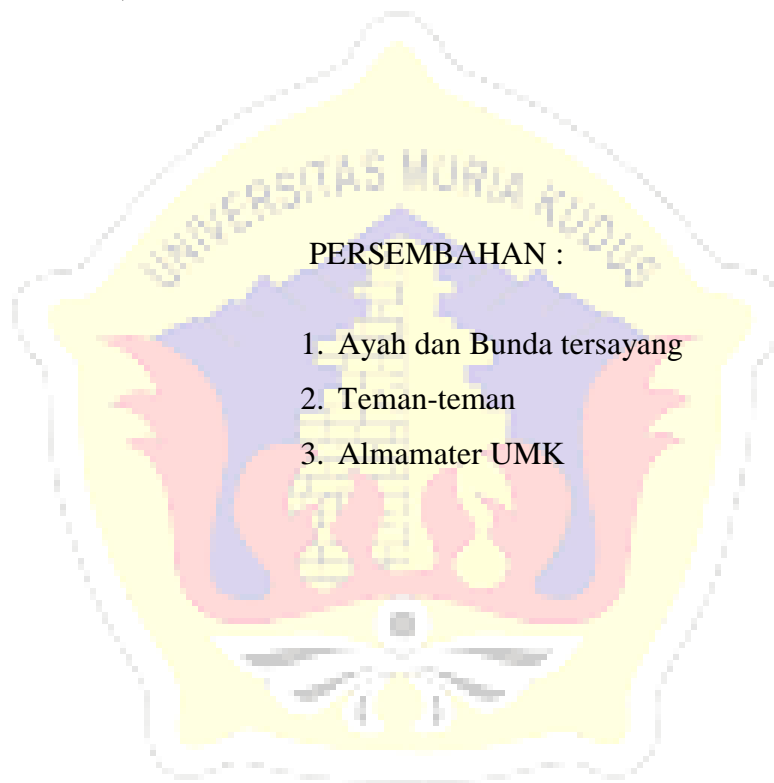 UNIVERSITAS MURIA KUDUS
PERSEMBAHAN :
1. Ayah dan Bunda tersayang
2. Teman-teman
3. Almamater UMK